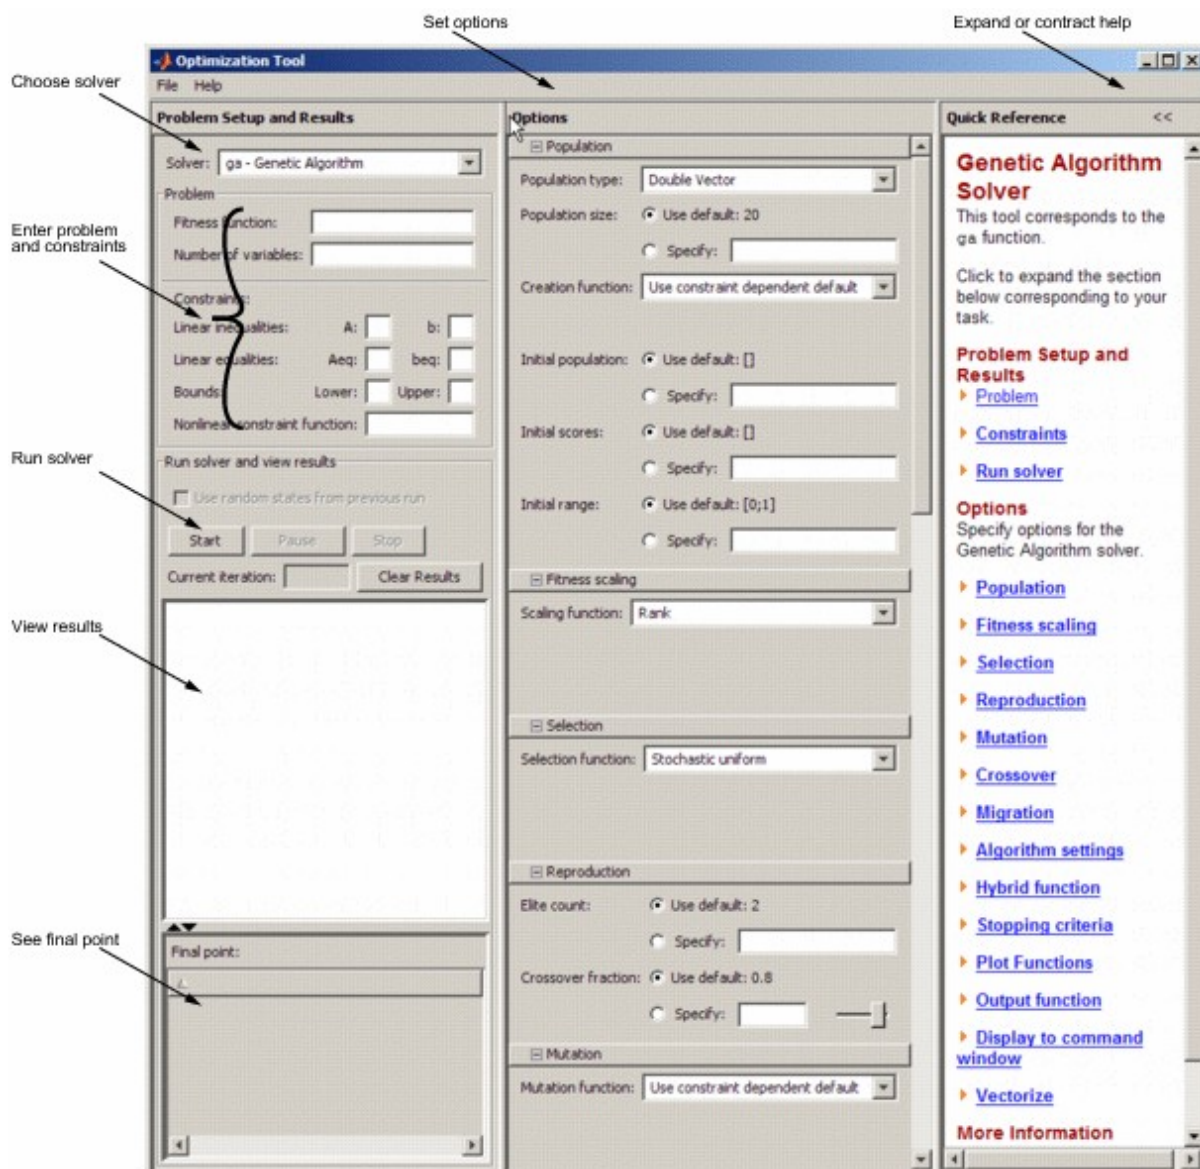 Set options
Expand or contract help
Choose solver
Enter problem
and constraints
Run solver
View results
See final point
Optimization Tool
File Help
Problem Setup and Results
Solver: ga - Genetic Algorithm
Problem
Fitness function:
Number of variables:
Constraints:
Linear inequalities: A: b:
Linear equalities: Aeq: beq:
Bounds: Lower: Upper:
Nonlinear constraint function:
Run solver and view results
Use random states from previous run
Start Pause Stop
Current iteration: Clear Results
Final point:
Options
Population
Population type: Double Vector
Population size: Use default: 20
Specify:
Creation function: Use constraint dependent default
Initial population: Use default: []
Specify:
Initial scores: Use default: []
Specify:
Initial range: Use default: [0;1]
Specify:
Fitness scaling
Scaling function: Rank
Selection
Selection function: Stochastic uniform
Reproduction
Elite count: Use default: 2
Specify:
Crossover fraction: Use default: 0.8
Specify:
Mutation
Mutation function: Use constraint dependent default
Quick Reference <<
Genetic Algorithm
Solver
This tool corresponds to the
ga function.
Click to expand the section
below corresponding to your
task.
Problem Setup and
Results
Problem
Constraints
Run solver
Options
Specify options for the
Genetic Algorithm solver.
Population
Fitness scaling
Selection
Reproduction
Mutation
Crossover
Migration
Algorithm settings
Hybrid function
Stopping criteria
Plot Functions
Output function
Display to command
window
Vectorize
More Information